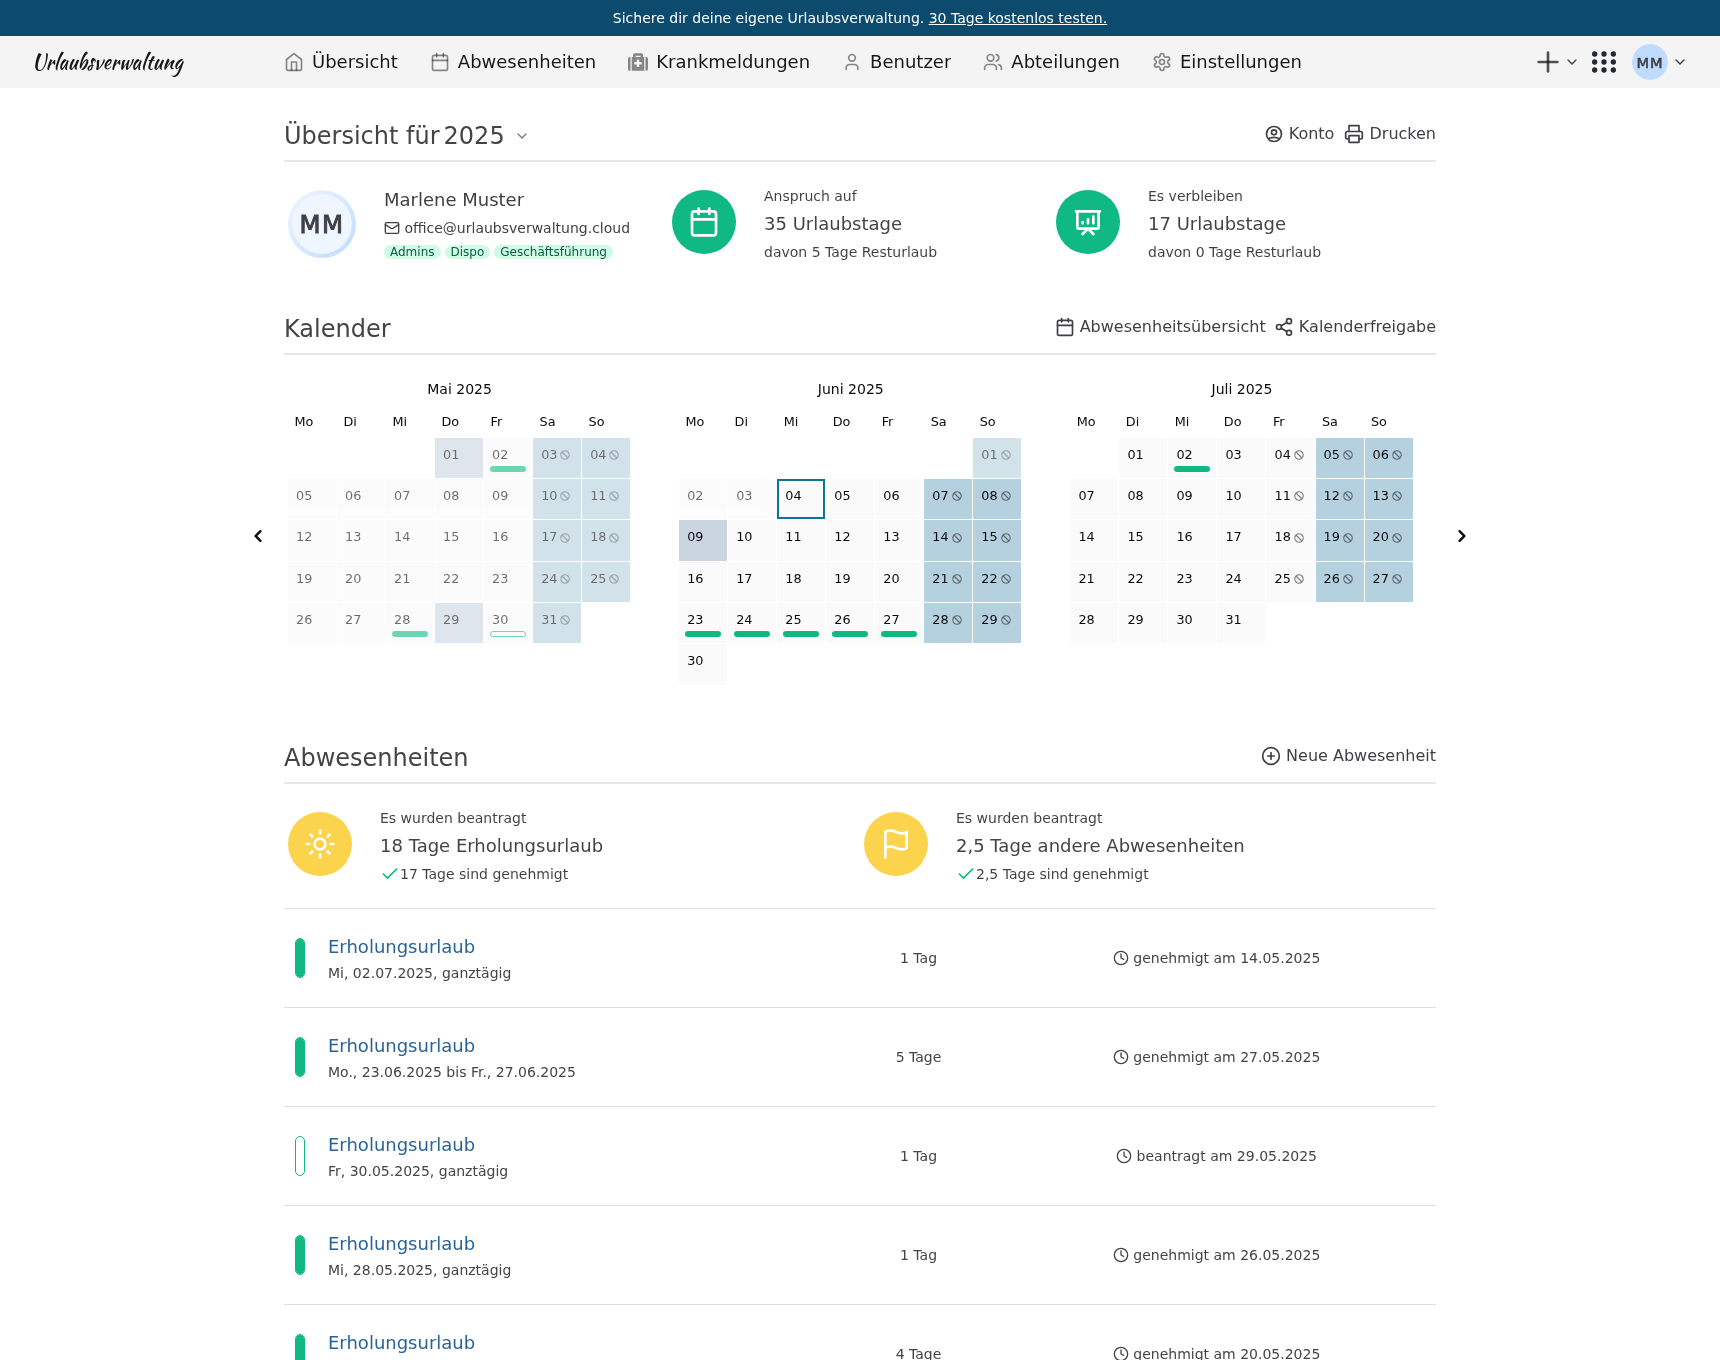 Sichere dir deine eigene Urlaubsverwaltung. 30 Tage kostenlos testen.
Urlaubsverwaltung Übersicht Abwesenheiten Krankmeldungen Benutzer Abteilungen Einstellungen MM
Übersicht für 2025 Konto Drucken
MM
Marlene Muster
office@urlaubsverwaltung.cloud
Admins Dispo Geschäftsführung
Anspruch auf
35 Urlaubstage
davon 5 Tage Resturlaub
Es verbleiben
17 Urlaubstage
davon 0 Tage Resturlaub
Kalender Abwesenheitsübersicht Kalenderfreigabe
Mai 2025
Mo Di Mi Do Fr Sa So
01 02 03 04
05 06 07 08 09 10 11
12 13 14 15 16 17 18
19 20 21 22 23 24 25
26 27 28 29 30 31
Juni 2025
Mo Di Mi Do Fr Sa So
01
02 03 04 05 06 07 08
09 10 11 12 13 14 15
16 17 18 19 20 21 22
23 24 25 26 27 28 29
30
Juli 2025
Mo Di Mi Do Fr Sa So
01 02 03 04 05 06
07 08 09 10 11 12 13
14 15 16 17 18 19 20
21 22 23 24 25 26 27
28 29 30 31
Abwesenheiten Neue Abwesenheit
Es wurden beantragt
18 Tage Erholungsurlaub
17 Tage sind genehmigt
Es wurden beantragt
2,5 Tage andere Abwesenheiten
2,5 Tage sind genehmigt
Erholungsurlaub
Mi, 02.07.2025, ganztägig
1 Tag
genehmigt am 14.05.2025
Erholungsurlaub
Mo., 23.06.2025 bis Fr., 27.06.2025
5 Tage
genehmigt am 27.05.2025
Erholungsurlaub
Fr, 30.05.2025, ganztägig
1 Tag
beantragt am 29.05.2025
Erholungsurlaub
Mi, 28.05.2025, ganztägig
1 Tag
genehmigt am 26.05.2025
Erholungsurlaub
4 Tage
genehmigt am 20.05.2025